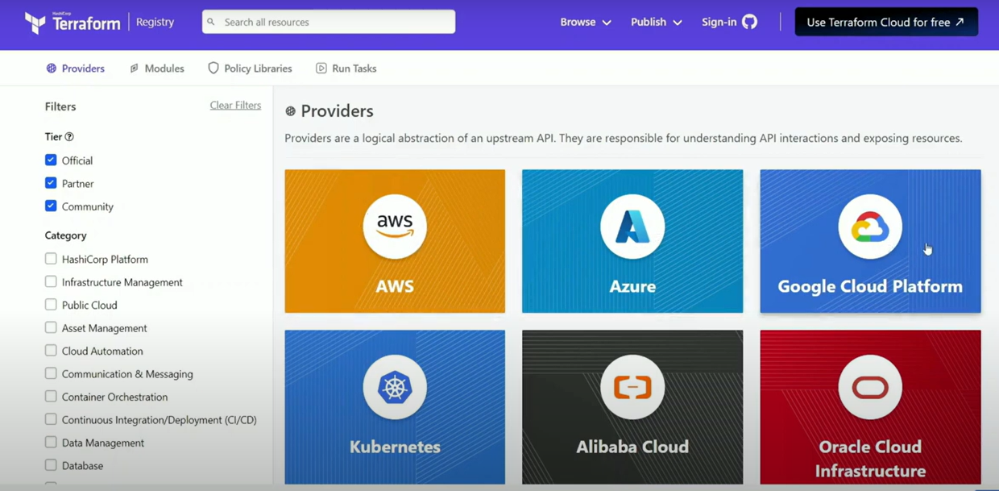 HashiCorp
Terraform
Registry
Search all resources
Browse
Publish
Sign-in
Use Terraform Cloud for free
Providers
Modules
Policy Libraries
Run Tasks
Filters
Clear Filters
Tier
Official
Partner
Community
Category
HashiCorp Platform
Infrastructure Management
Public Cloud
Asset Management
Cloud Automation
Communication & Messaging
Container Orchestration
Continuous Integration/Deployment (CI/CD)
Data Management
Database
Providers
Providers are a logical abstraction of an upstream API. They are responsible for understanding API interactions and exposing resources.
aws
AWS
Azure
Google Cloud Platform
Kubernetes
Alibaba Cloud
Oracle Cloud
Infrastructure